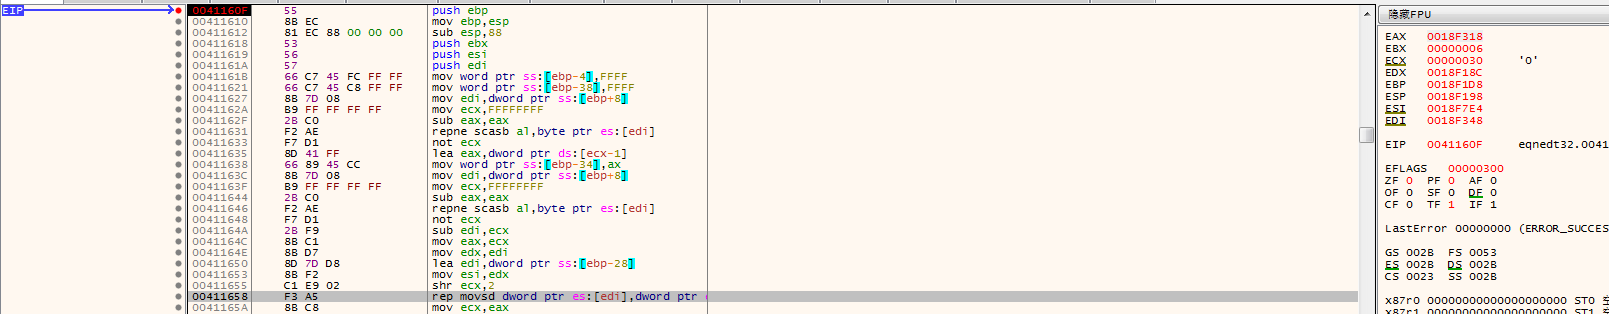 EIP
0041160F 55 push ebp
00411610 8B EC mov ebp,esp
00411612 81 EC 88 00 00 00 sub esp,88
00411618 53 push ebx
00411619 56 push esi
0041161A 57 push edi
0041161B 66 C7 45 FC FF FF mov word ptr ss:[ebp-4],FFFF
00411621 66 C7 45 C8 FF FF mov word ptr ss:[ebp-38],FFFF
00411627 8B 7D 08 mov edi,dword ptr ss:[ebp+8]
0041162A B9 FF FF FF FF mov ecx,FFFFFFFF
0041162F 2B C0 sub eax,eax
00411631 F2 AE repne scasb al,byte ptr es:[edi]
00411633 F7 D1 not ecx
00411635 8D 41 FF lea eax,dword ptr ds:[ecx-1]
00411638 66 89 45 CC mov word ptr ss:[ebp-34],ax
0041163C 8B 7D 08 mov edi,dword ptr ss:[ebp+8]
0041163F B9 FF FF FF FF mov ecx,FFFFFFFF
00411644 2B C0 sub eax,eax
00411646 F2 AE repne scasb al,byte ptr es:[edi]
00411648 F7 D1 not ecx
0041164A 2B F9 sub edi,ecx
0041164C 8B C1 mov eax,ecx
0041164E 8B D7 mov edx,edi
00411650 8D 7D D8 lea edi,dword ptr ss:[ebp-28]
00411653 8B F2 mov esi,edx
00411655 C1 E9 02 shr ecx,2
00411658 F3 A5 rep movsd dword ptr es:[edi],dword ptr
0041165A 8B C8 mov ecx,eax
隐藏FPU
EAX 0018F318
EBX 00000006
ECX 00000030 '0'
EDX 0018F18C
EBP 0018F1D8
ESP 0018F198
ESI 0018F7E4
EDI 0018F348
EIP 0041160F eqnedt32.0041
EFLAGS 00000300
ZF 0 PF 0 AF 0
OF 0 SF 0 DF 0
CF 0 TF 1 IF 1
LastError 00000000 (ERROR_SUCCES
GS 002B FS 0053
ES 002B DS 002B
CS 0023 SS 002B
x87r0 00000000000000000000 ST0
x87r1 00000000000000000000 ST1